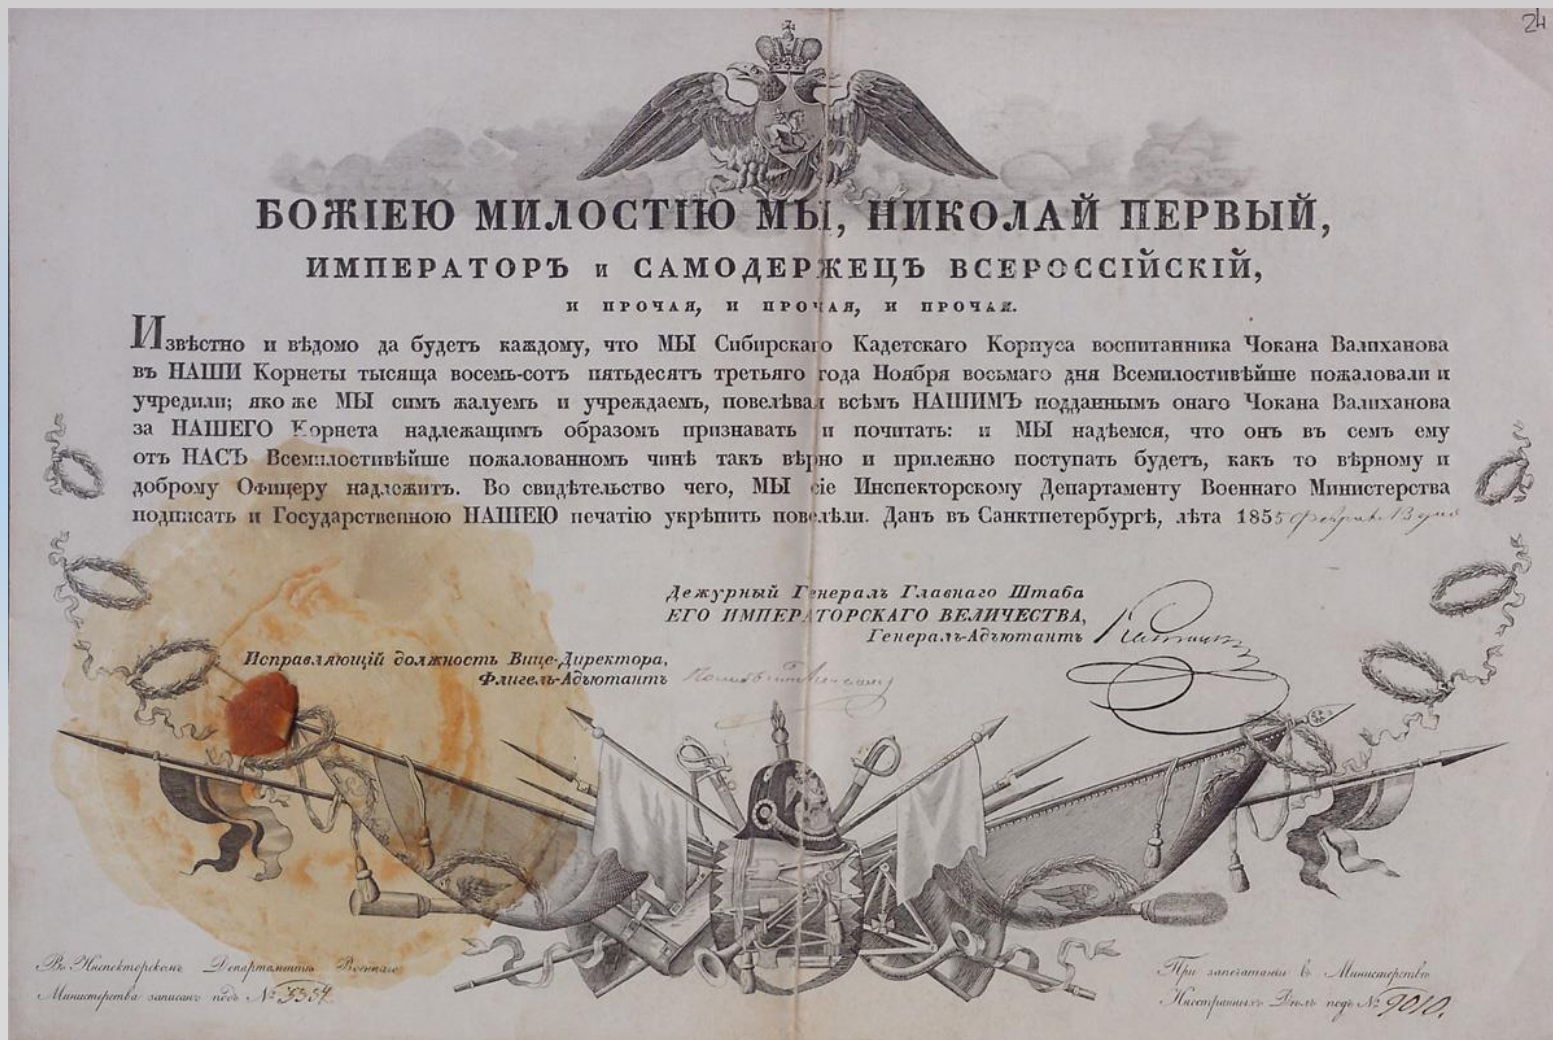 24
БОЖІЕЮ МИЛОСТІЮ МЫ, НИКОЛАЙ ПЕРВЫЙ,
ИМПЕРАТОРЪ и САМОДЕРЖЕЦЪ ВСЕРОССІЙСКІЙ,
И ПРОЧАЯ, И ПРОЧАЯ, И ПРОЧАЯ.
Извѣстно и вѣдомо да будетъ каждому, что МЫ Сибирскаго Кадетскаго Корпуса воспитанника Чокана Валиханова
въ НАШИ Корнеты тысяща восемь-сотъ пятьдесятъ третьяго года Ноября восьмаго дня Всемилостивѣйше пожаловали и
учредили; яко же МЫ симъ жалуемъ и учреждаемъ, повелѣвая всѣмъ НАШИМЪ подданнымъ онаго Чокана Валиханова
за НАШЕГО Корнета надлежащимъ образомъ признавать и почитать: и МЫ надѣемся, что онъ въ семъ ему
отъ НАСЪ Всемилостивѣйше пожалованномъ чинѣ такъ вѣрно и прилежно поступать будетъ, какъ то вѣрному и
доброму Офицеру надлежитъ. Во свидѣтельство чего, МЫ сіе Инспекторскому Департаменту Военнаго Министерства
подписать и Государственною НАШЕЮ печатію укрѣпить повелѣли. Данъ въ Санктпетербургѣ, лѣта 1855 Феврал. 13 дня
Дежурный Генералъ Главнаго Штаба
ЕГО ИМПЕРАТОРСКАГО ВЕЛИЧЕСТВА,
Генералъ-Адъютантъ
Исправляющій должность Вице-Директора,
Флигель-Адъютантъ
Въ Инспекторскомъ Департаментѣ Военнаго
Министерства записанъ подъ № 5354
При запечатаніи въ Министерствѣ
Иностранныхъ Дѣлъ подъ № 9010.